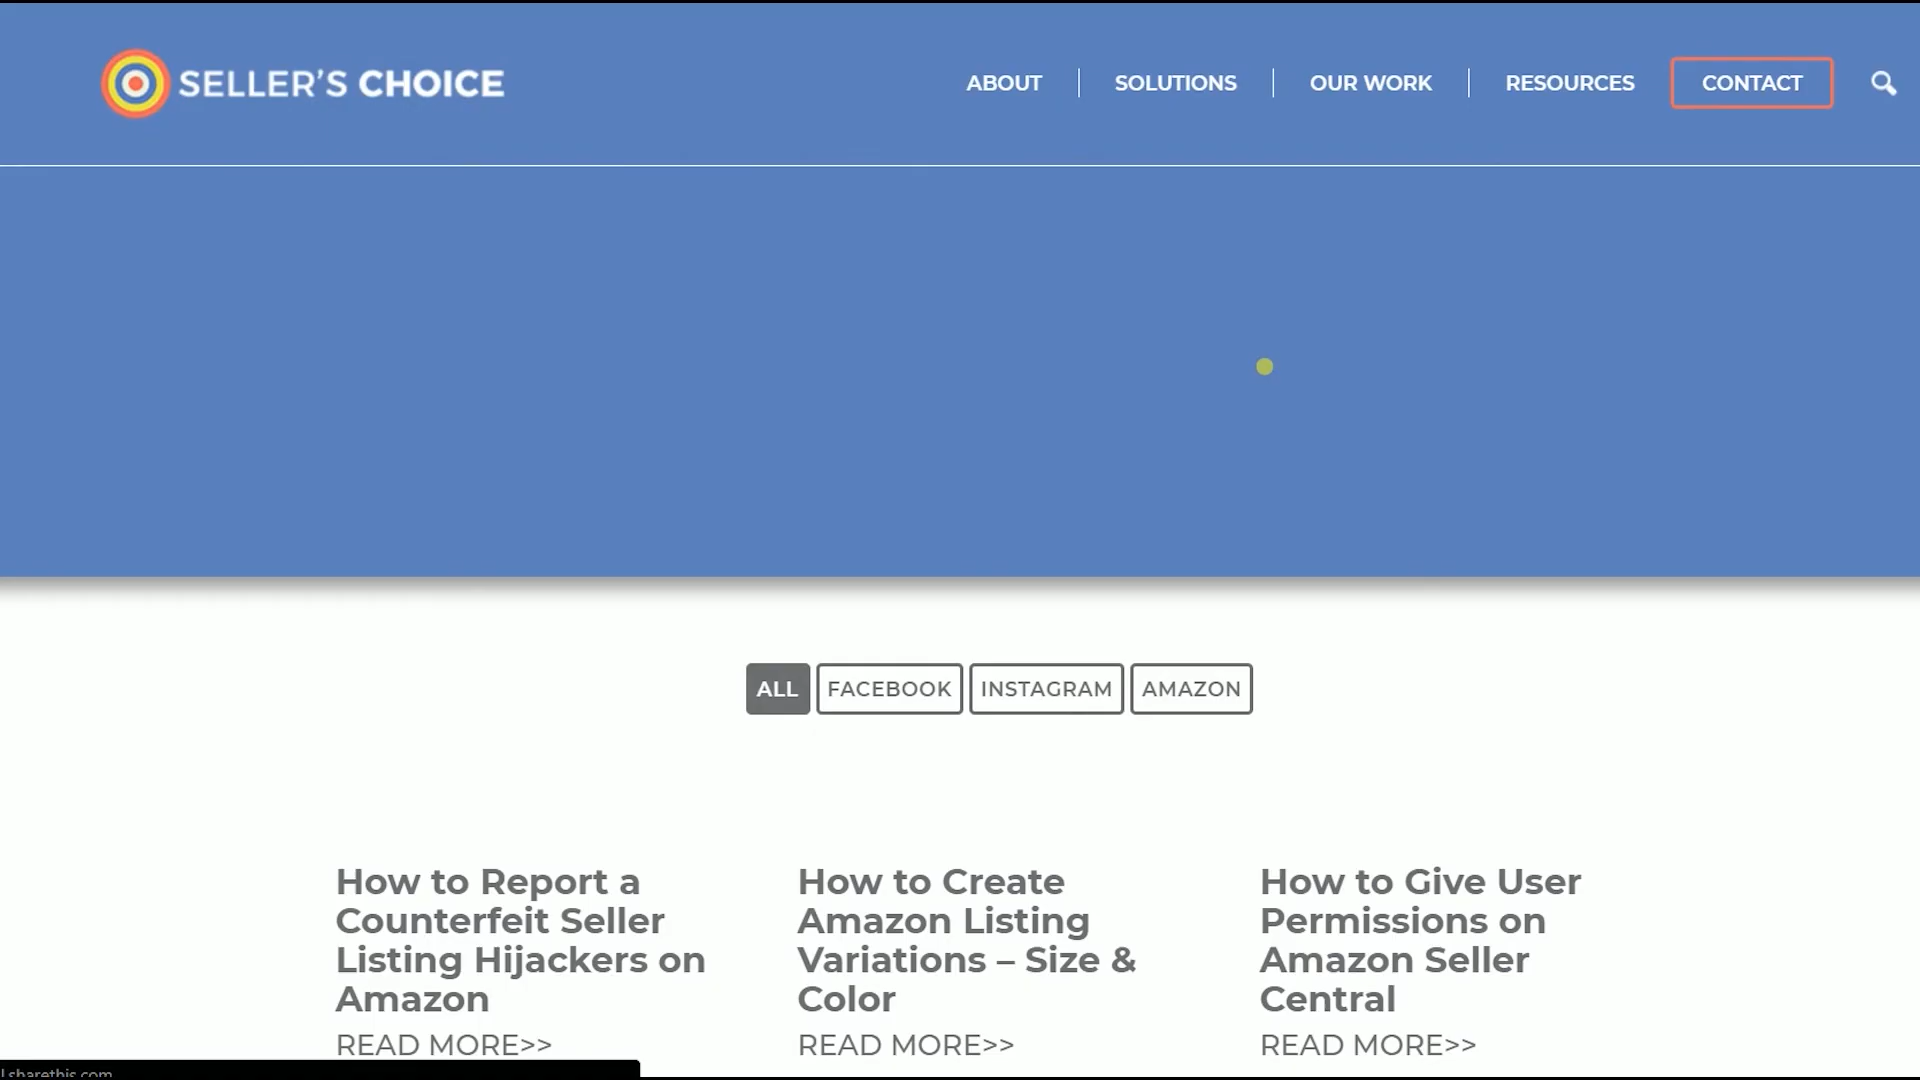 SELLER'S CHOICE
ABOUT
SOLUTIONS
OUR WORK
RESOURCES
CONTACT
ALL
FACEBOOK
INSTAGRAM
AMAZON
How to Report a
Counterfeit Seller
Listing Hijackers on
Amazon
READ MORE>>
How to Create
Amazon Listing
Variations – Size &
Color
READ MORE>>
How to Give User
Permissions on
Amazon Seller
Central
READ MORE>>
sharethis.com